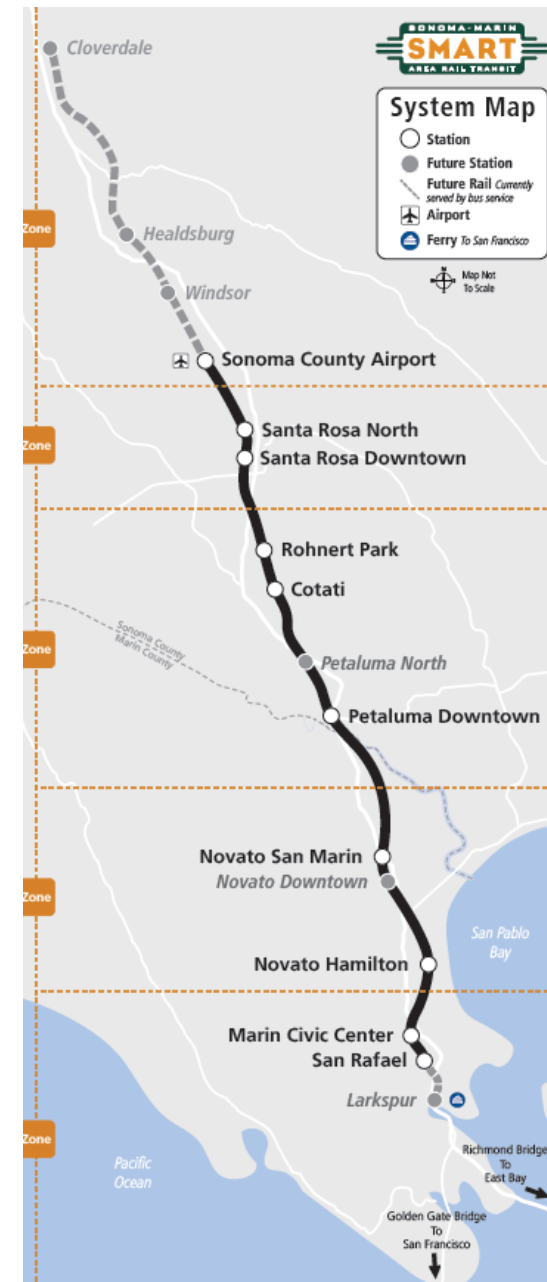 SONOMA-MARIN
SMART
AREA RAIL TRANSIT
System Map
Station
Future Station
Future Rail Currently
served by bus service
Airport
Ferry To San Francisco
Map Not
To Scale
Cloverdale
Zone
Healdsburg
Windsor
Sonoma County Airport
Santa Rosa North
Zone
Santa Rosa Downtown
Rohnert Park
Cotati
Sonoma County
Marin County
Zone
Petaluma North
Petaluma Downtown
Novato San Marin
Novato Downtown
Zone
San Pablo
Bay
Novato Hamilton
Marin Civic Center
San Rafael
Larkspur
Zone
Pacific
Ocean
Richmond Bridge
To
East Bay
Golden Gate Bridge
To
San Francisco